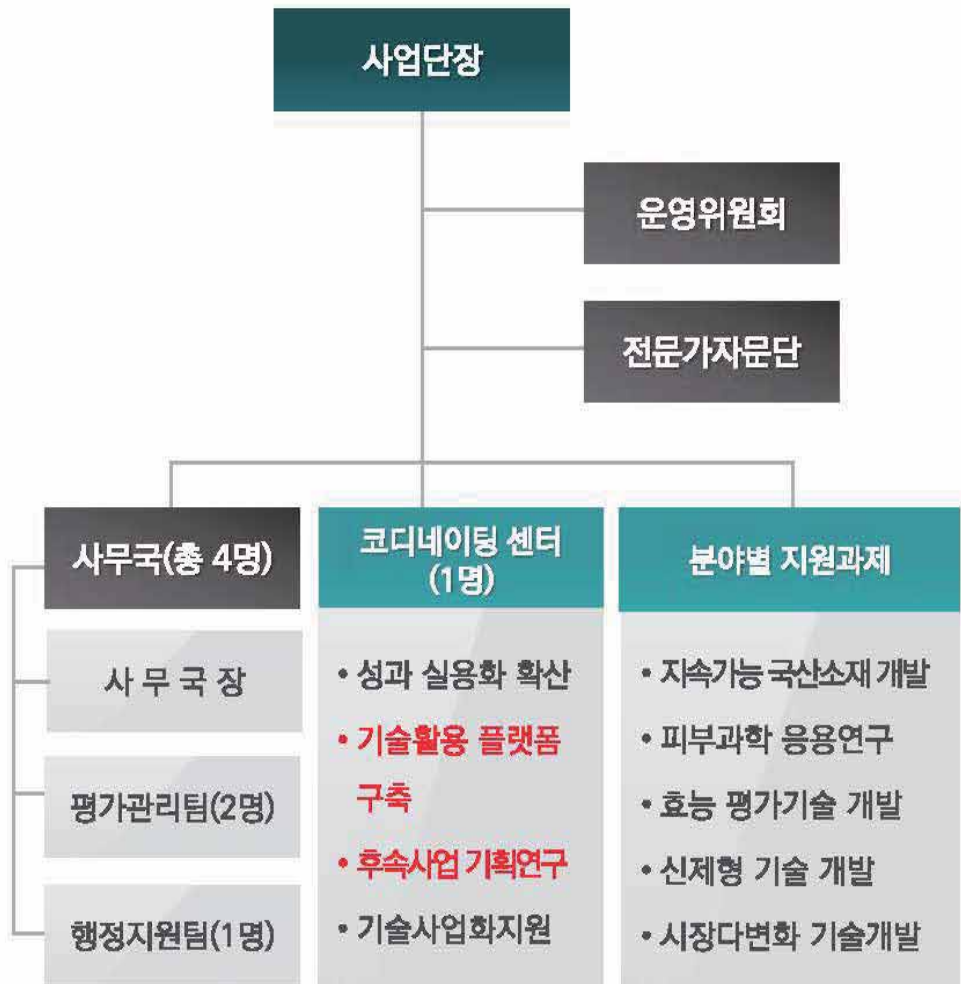 사업단장
운영위원회
전문가자문단
사무국(총 4명)
사 무 국 장
평가관리팀(2명)
행정지원팀(1명)
코디네이팅 센터
(1명)
• 성과 실용화 확산
• 기술활용 플랫폼
구축
• 후속사업 기획연구
• 기술사업화지원
분야별 지원과제
• 지속가능 국산소재 개발
• 피부과학 응용연구
• 효능 평가기술 개발
• 신제형 기술 개발
• 시장다변화 기술개발